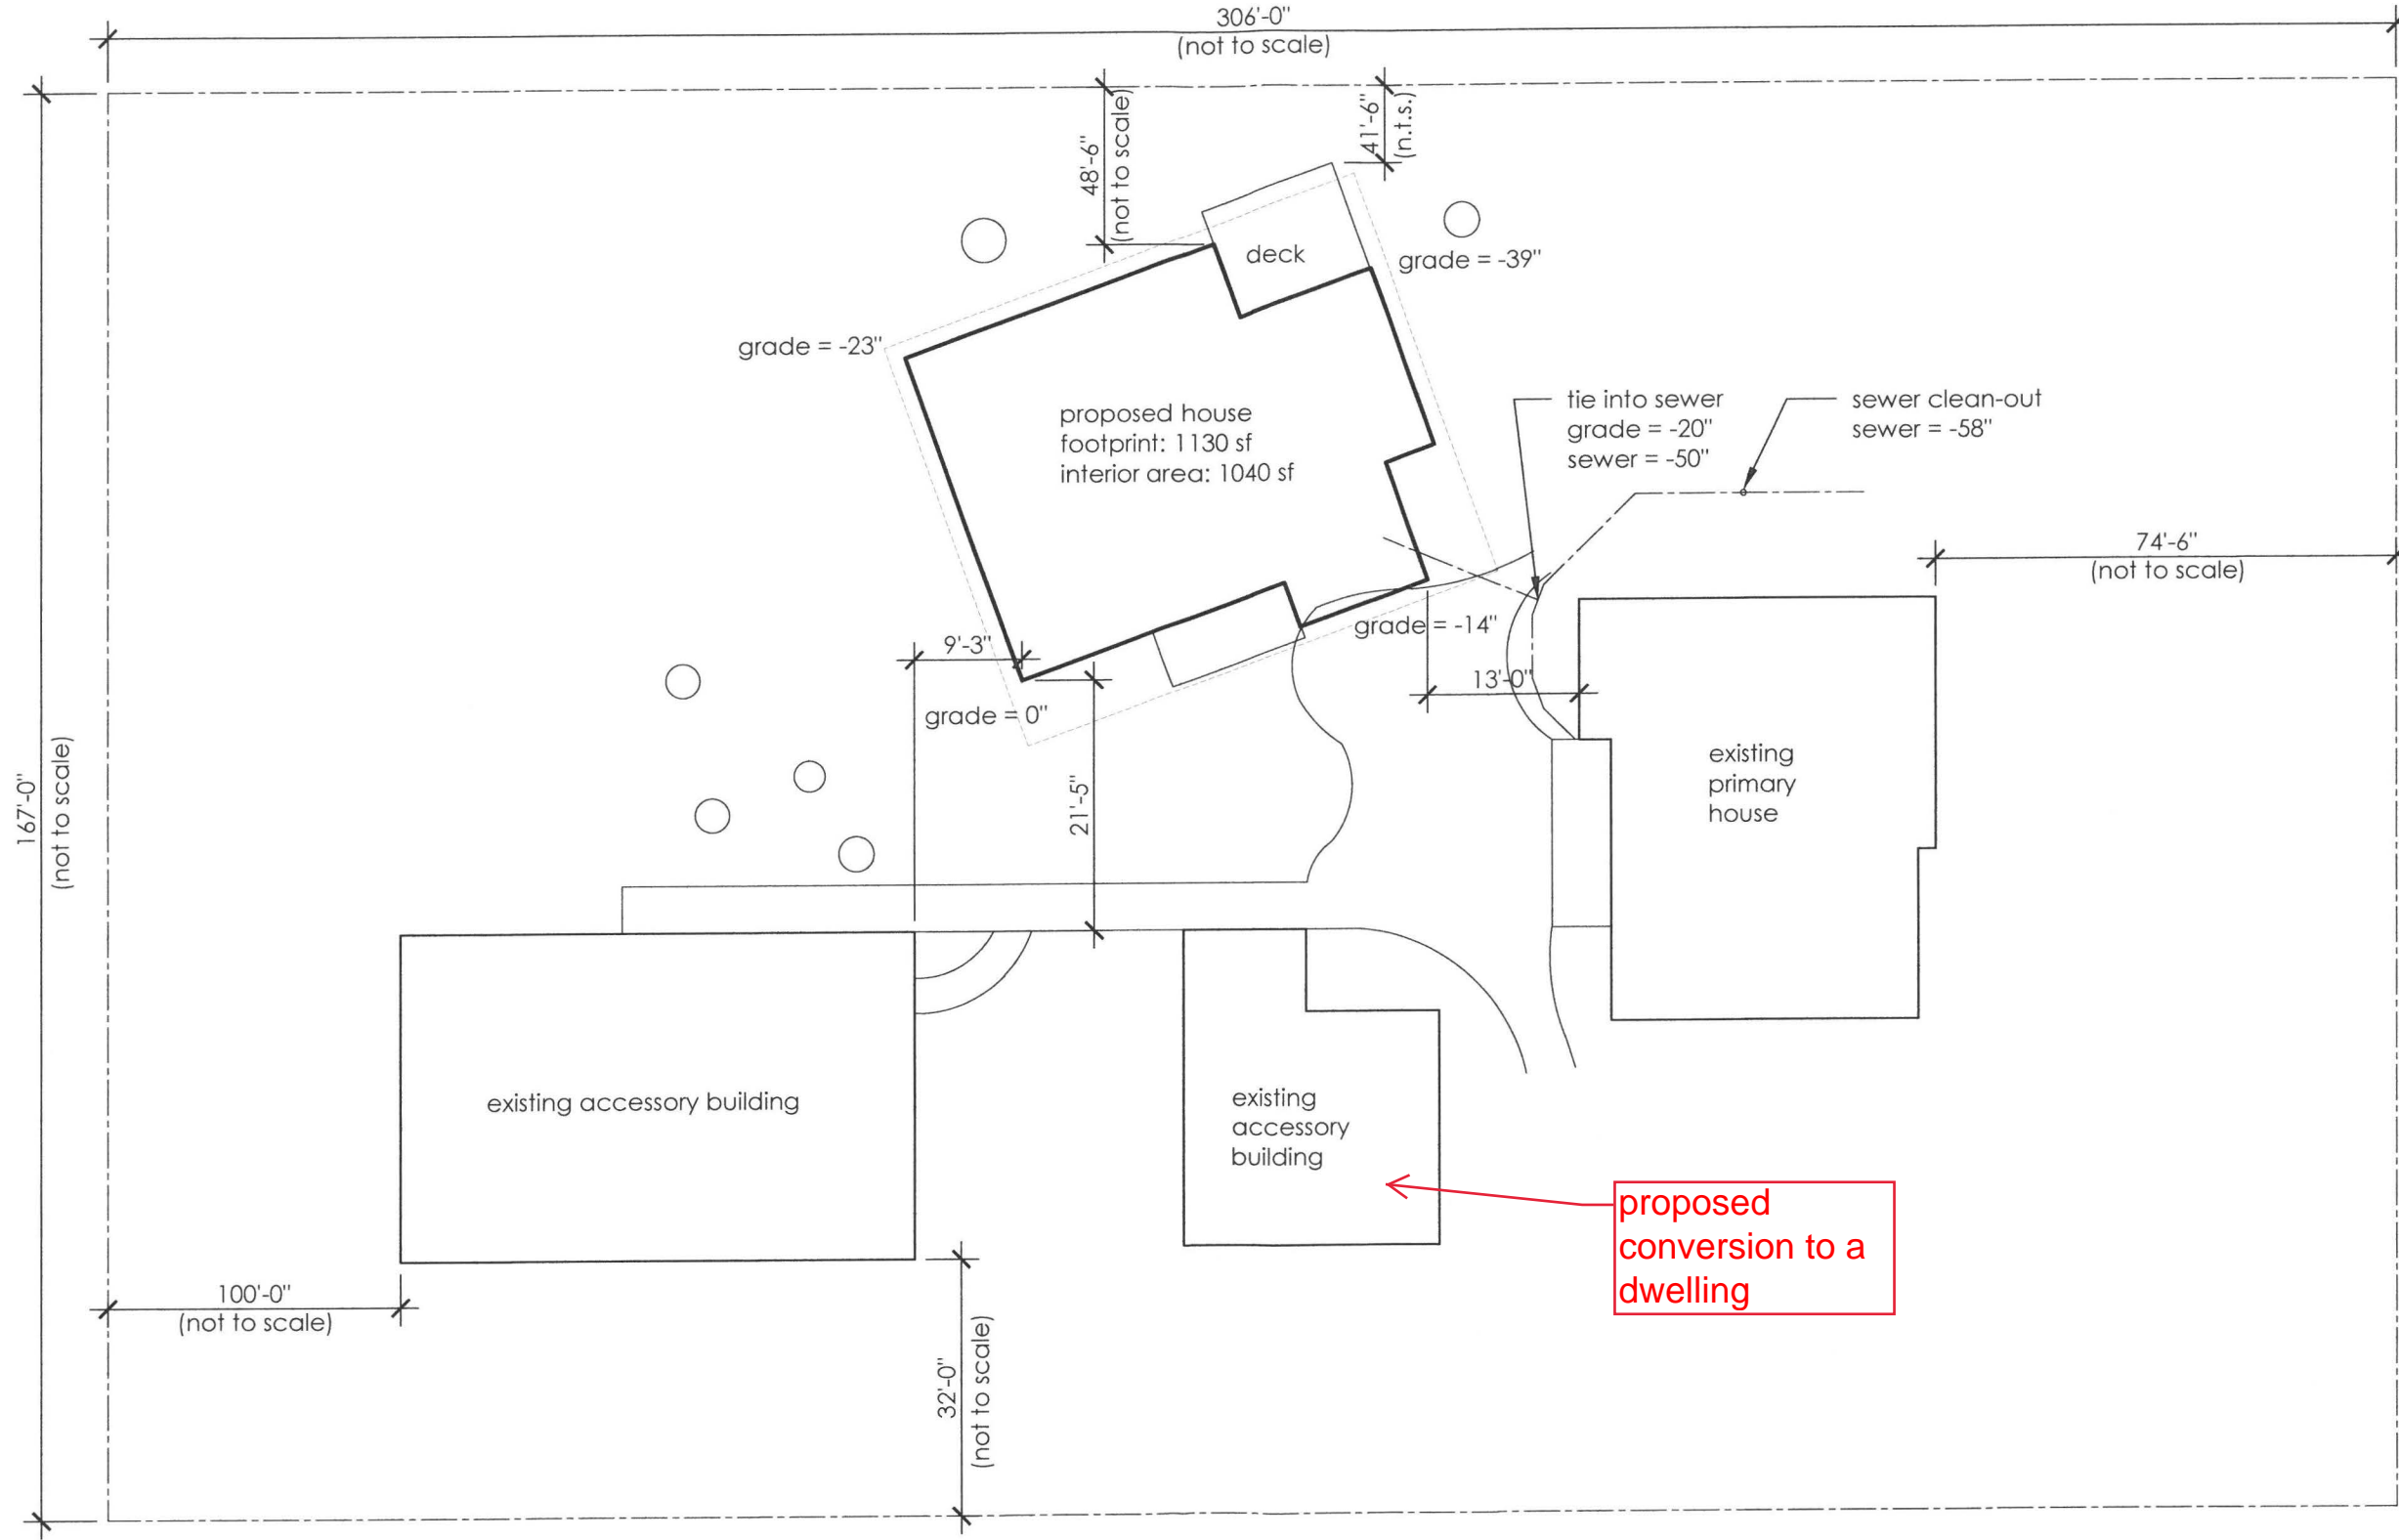 306'-0"
(not to scale)
48'-6"
(not to scale)
41'-6"
(n.t.s.)
deck
grade = -39"
grade = -23"
proposed house
footprint: 1130 sf
interior area: 1040 sf
tie into sewer
grade = -20"
sewer = -50"
sewer clean-out
sewer = -58"
74'-6"
(not to scale)
grade = -14"
9'-3"
13'-0"
grade = 0"
21'-5"
167'-0"
(not to scale)
existing
primary
house
existing accessory building
existing
accessory
building
proposed
conversion to a
dwelling
100'-0"
(not to scale)
32'-0"
(not to scale)